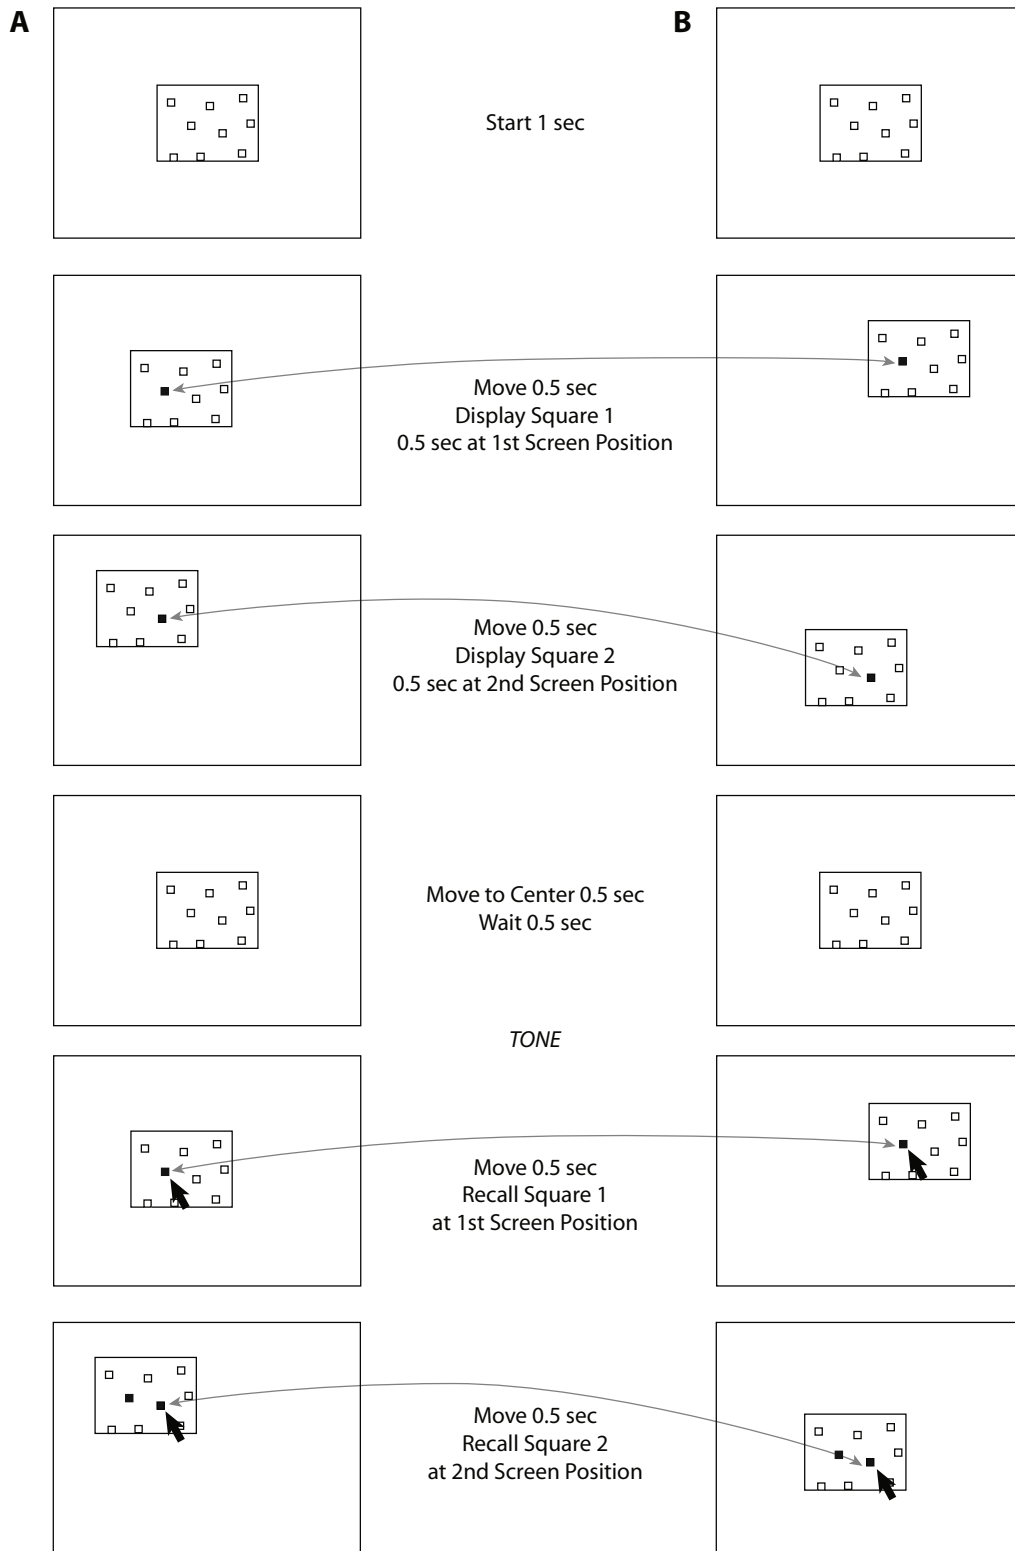 A
B
Start 1 sec
Move 0.5 sec
Display Square 1
0.5 sec at 1st Screen Position
Move 0.5 sec
Display Square 2
0.5 sec at 2nd Screen Position
Move to Center 0.5 sec
Wait 0.5 sec
TONE
Move 0.5 sec
Recall Square 1
at 1st Screen Position
Move 0.5 sec
Recall Square 2
at 2nd Screen Position